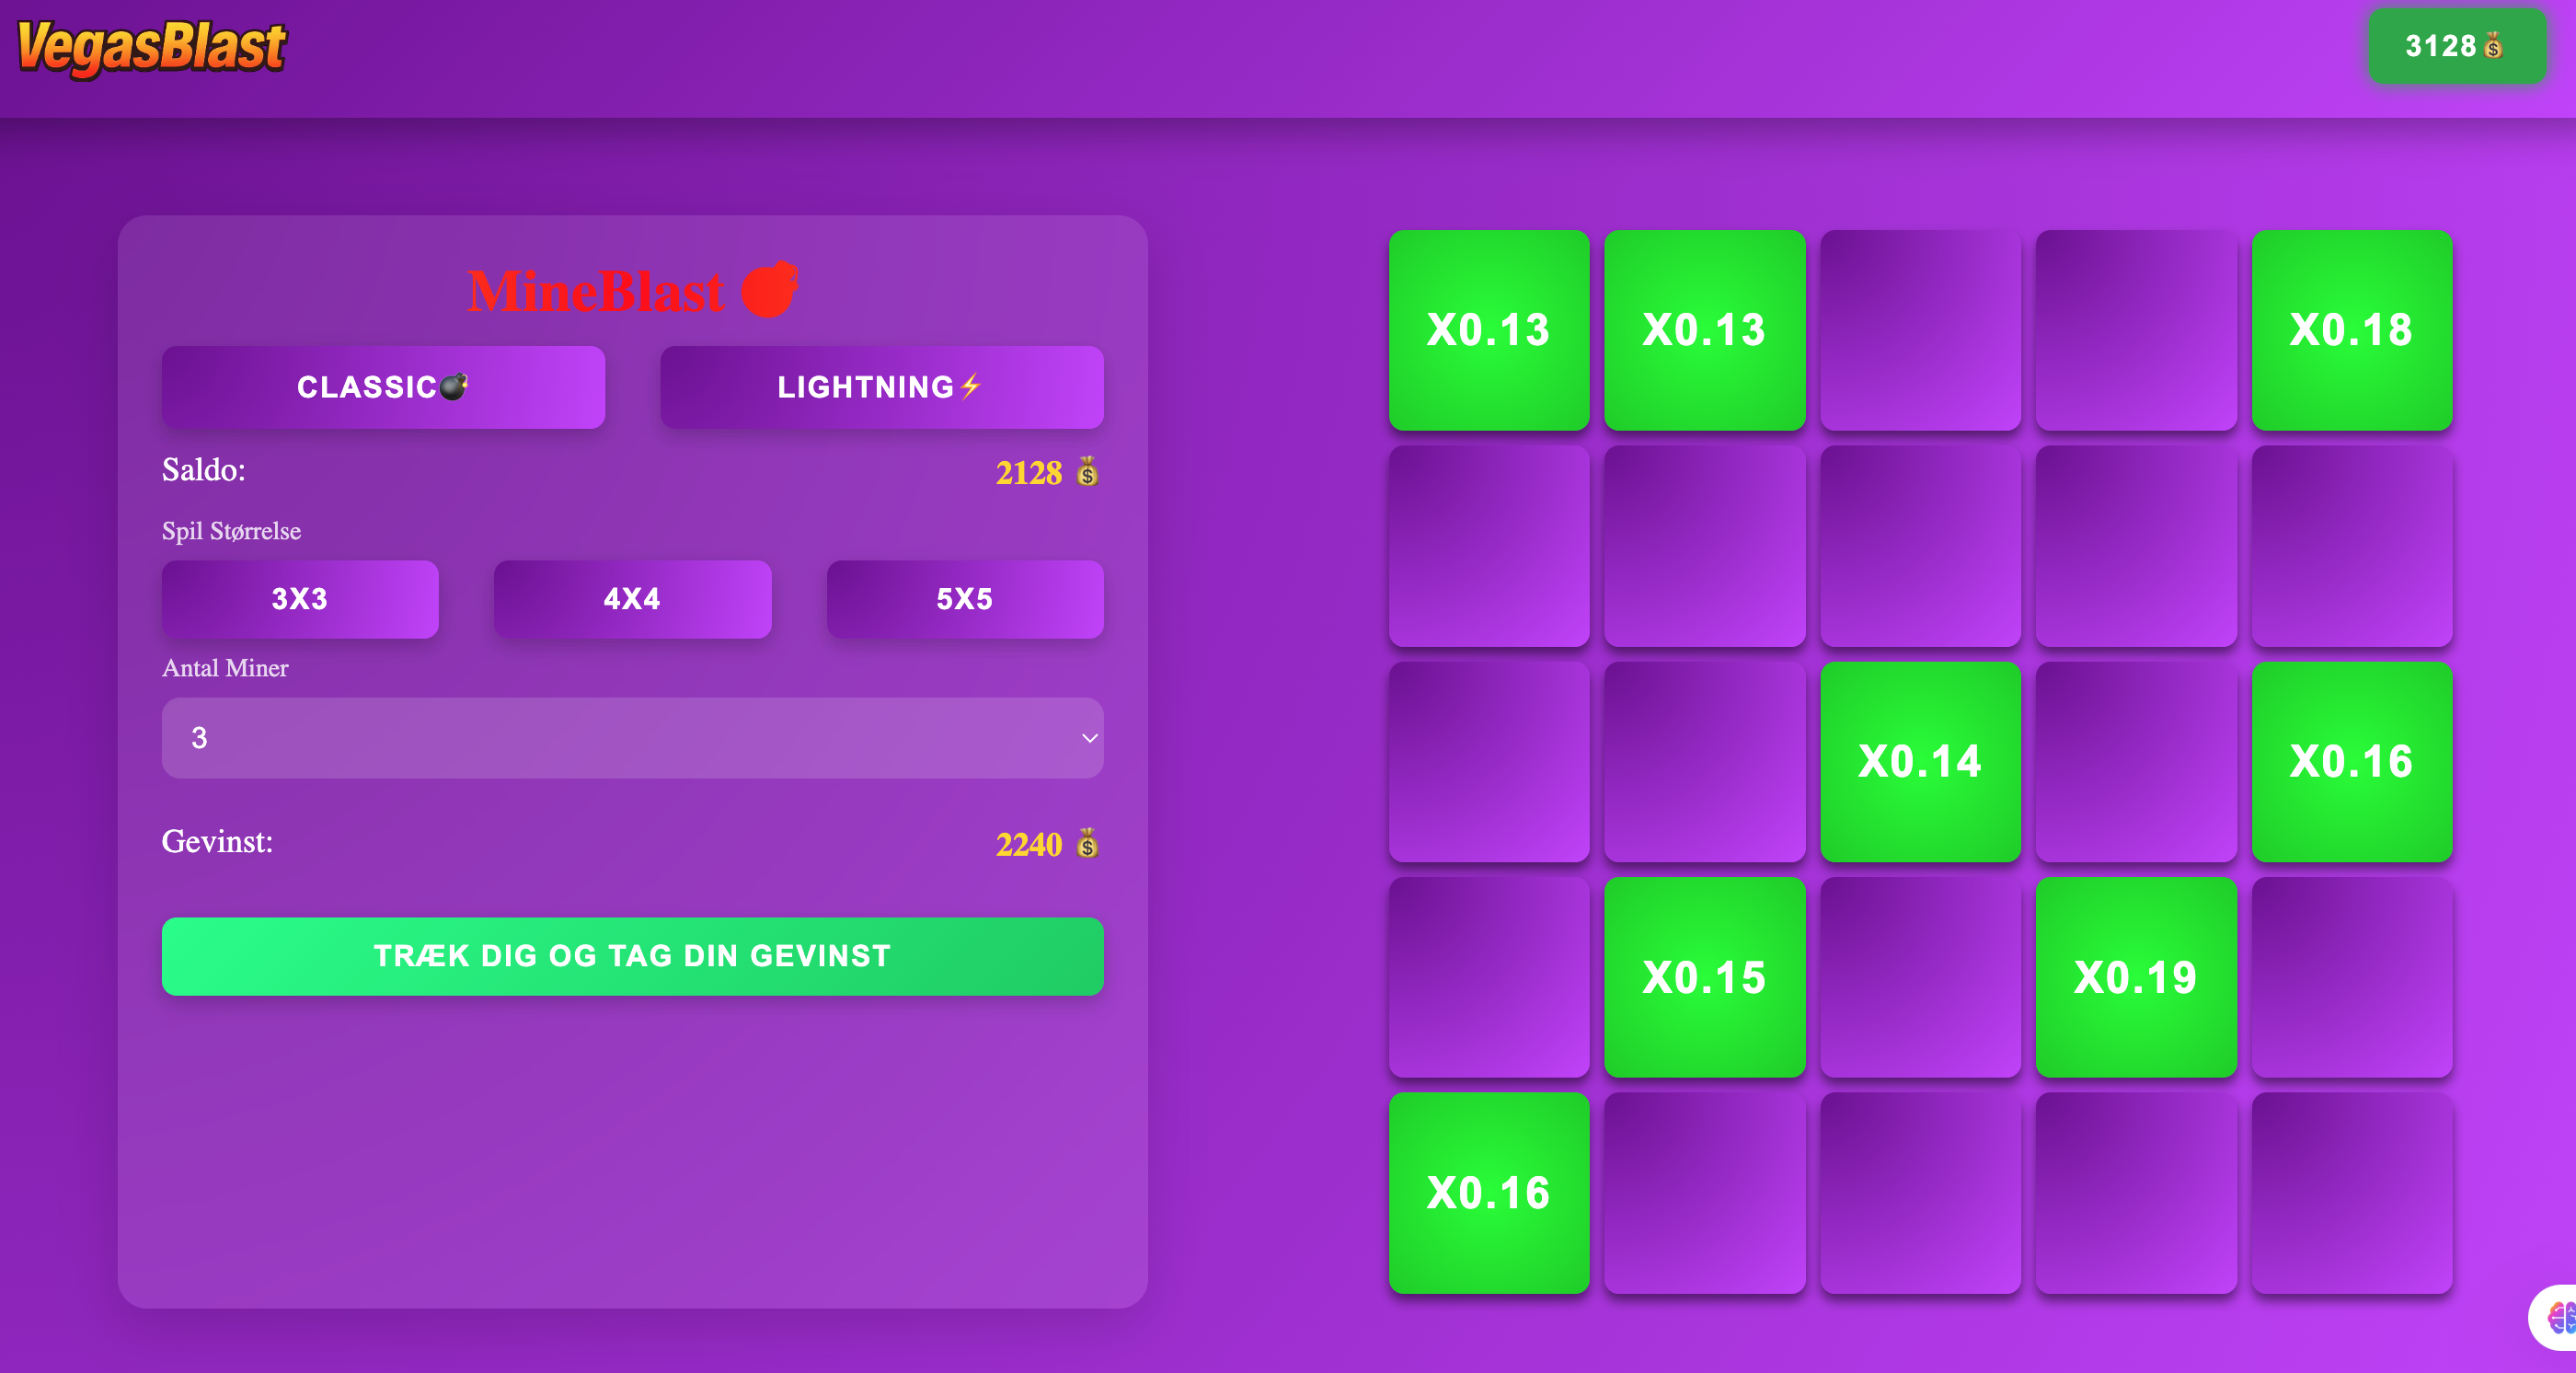 VegasBlast
3128💰
MineBlast 💣
CLASSIC💣
LIGHTNING⚡
Saldo:
2128 💰
Spil Størrelse
3X3
4X4
5X5
Antal Miner
3
Gevinst:
2240 💰
TRÆK DIG OG TAG DIN GEVINST
X0.13
X0.13
X0.18
X0.14
X0.16
X0.15
X0.19
X0.16